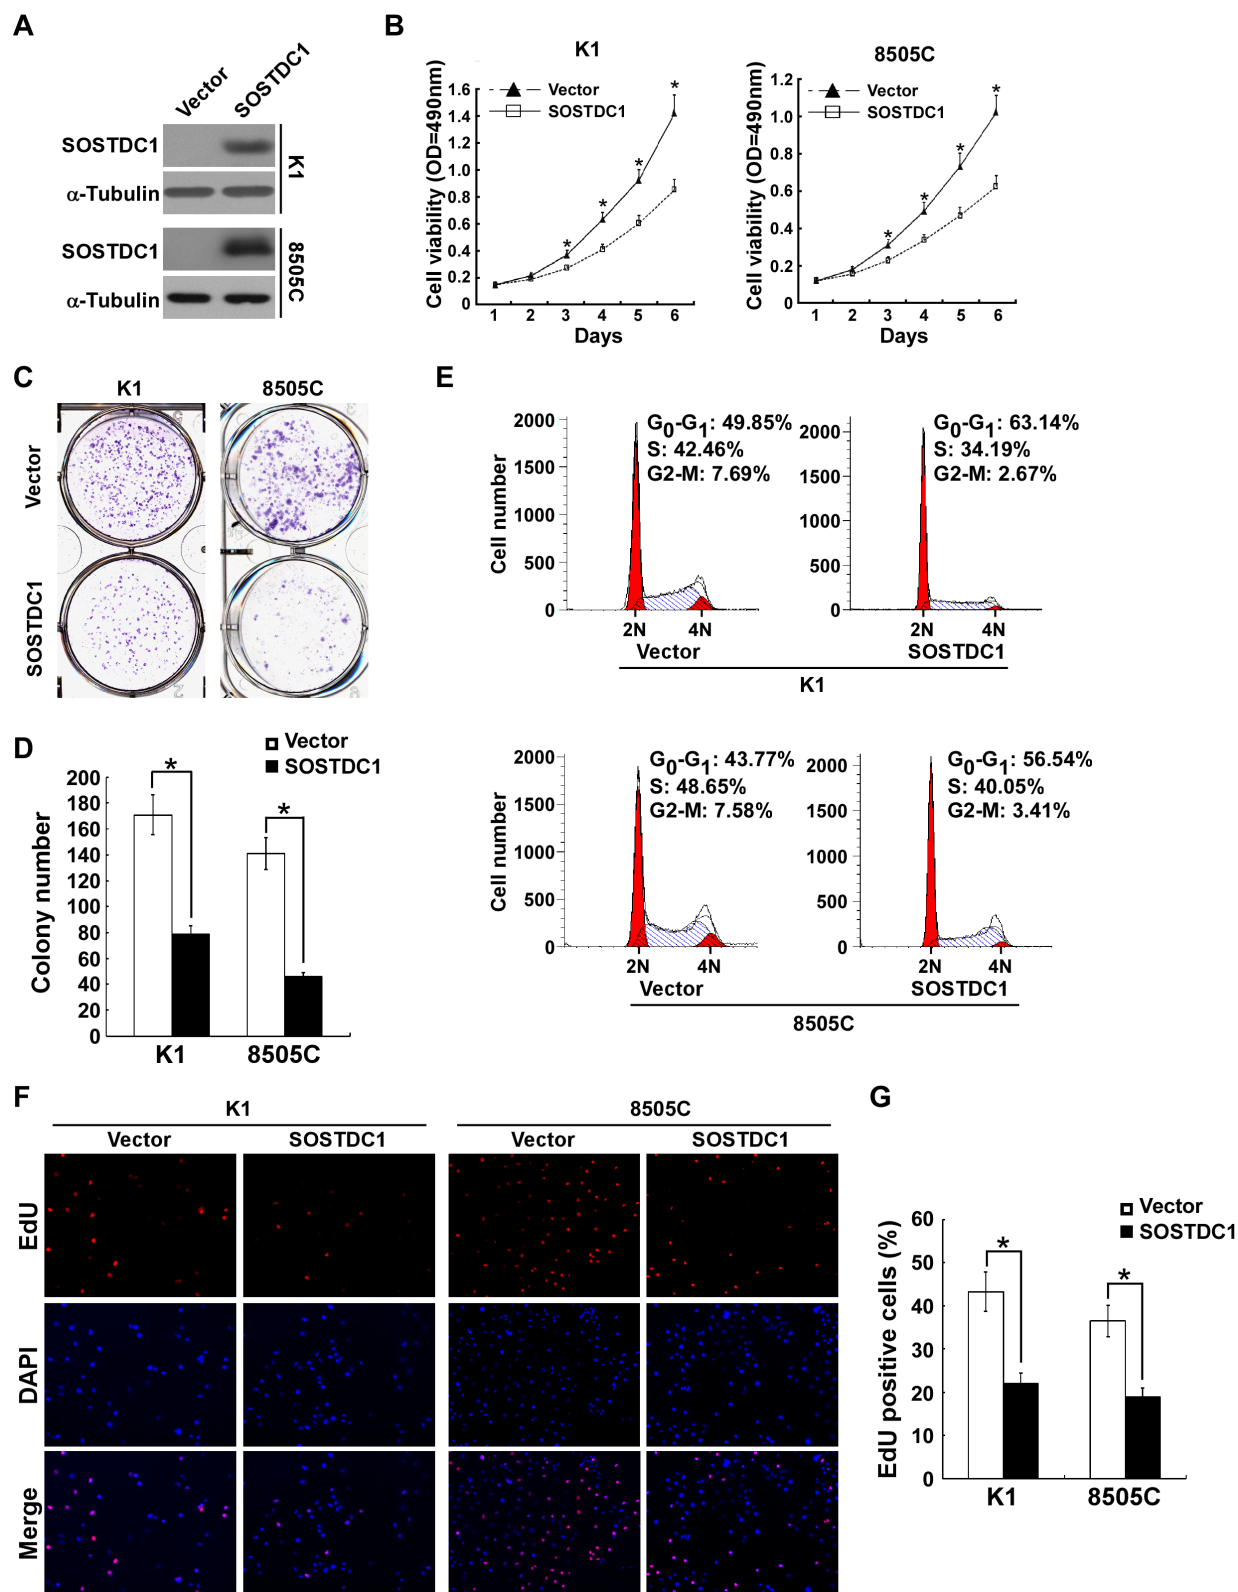 A
Vector
SOSTDC1
SOSTDC1
α-Tubulin
K1
SOSTDC1
α-Tubulin
8505C
B
K1
Vector
SOSTDC1
Cell viability (OD=490nm)
1.6
1.4
1.2
1.0
0.8
0.6
0.4
0.2
0
* * * *
1 2 3 4 5 6
Days
8505C
Vector
SOSTDC1
Cell viability (OD=490nm)
1.2
1.0
0.8
0.6
0.4
0.2
0
* * * *
1 2 3 4 5 6
Days
C
K1 8505C
Vector
SOSTDC1
D
Vector
SOSTDC1
Colony number
200
180
160
140
120
100
80
60
40
20
0
* *
K1 8505C
E
Cell number
2000
1500
1000
500
0
G0-G1: 49.85%
S: 42.46%
G2-M: 7.69%
2N 4N
Vector
2000
1500
1000
500
0
G0-G1: 63.14%
S: 34.19%
G2-M: 2.67%
2N 4N
SOSTDC1
K1
Cell number
2000
1500
1000
500
0
G0-G1: 43.77%
S: 48.65%
G2-M: 7.58%
2N 4N
Vector
2000
1500
1000
500
0
G0-G1: 56.54%
S: 40.05%
G2-M: 3.41%
2N 4N
SOSTDC1
8505C
F
K1 8505C
Vector SOSTDC1 Vector SOSTDC1
EdU
DAPI
Merge
G
Vector
SOSTDC1
EdU positive cells (%)
60
50
40
30
20
10
0
* *
K1 8505C